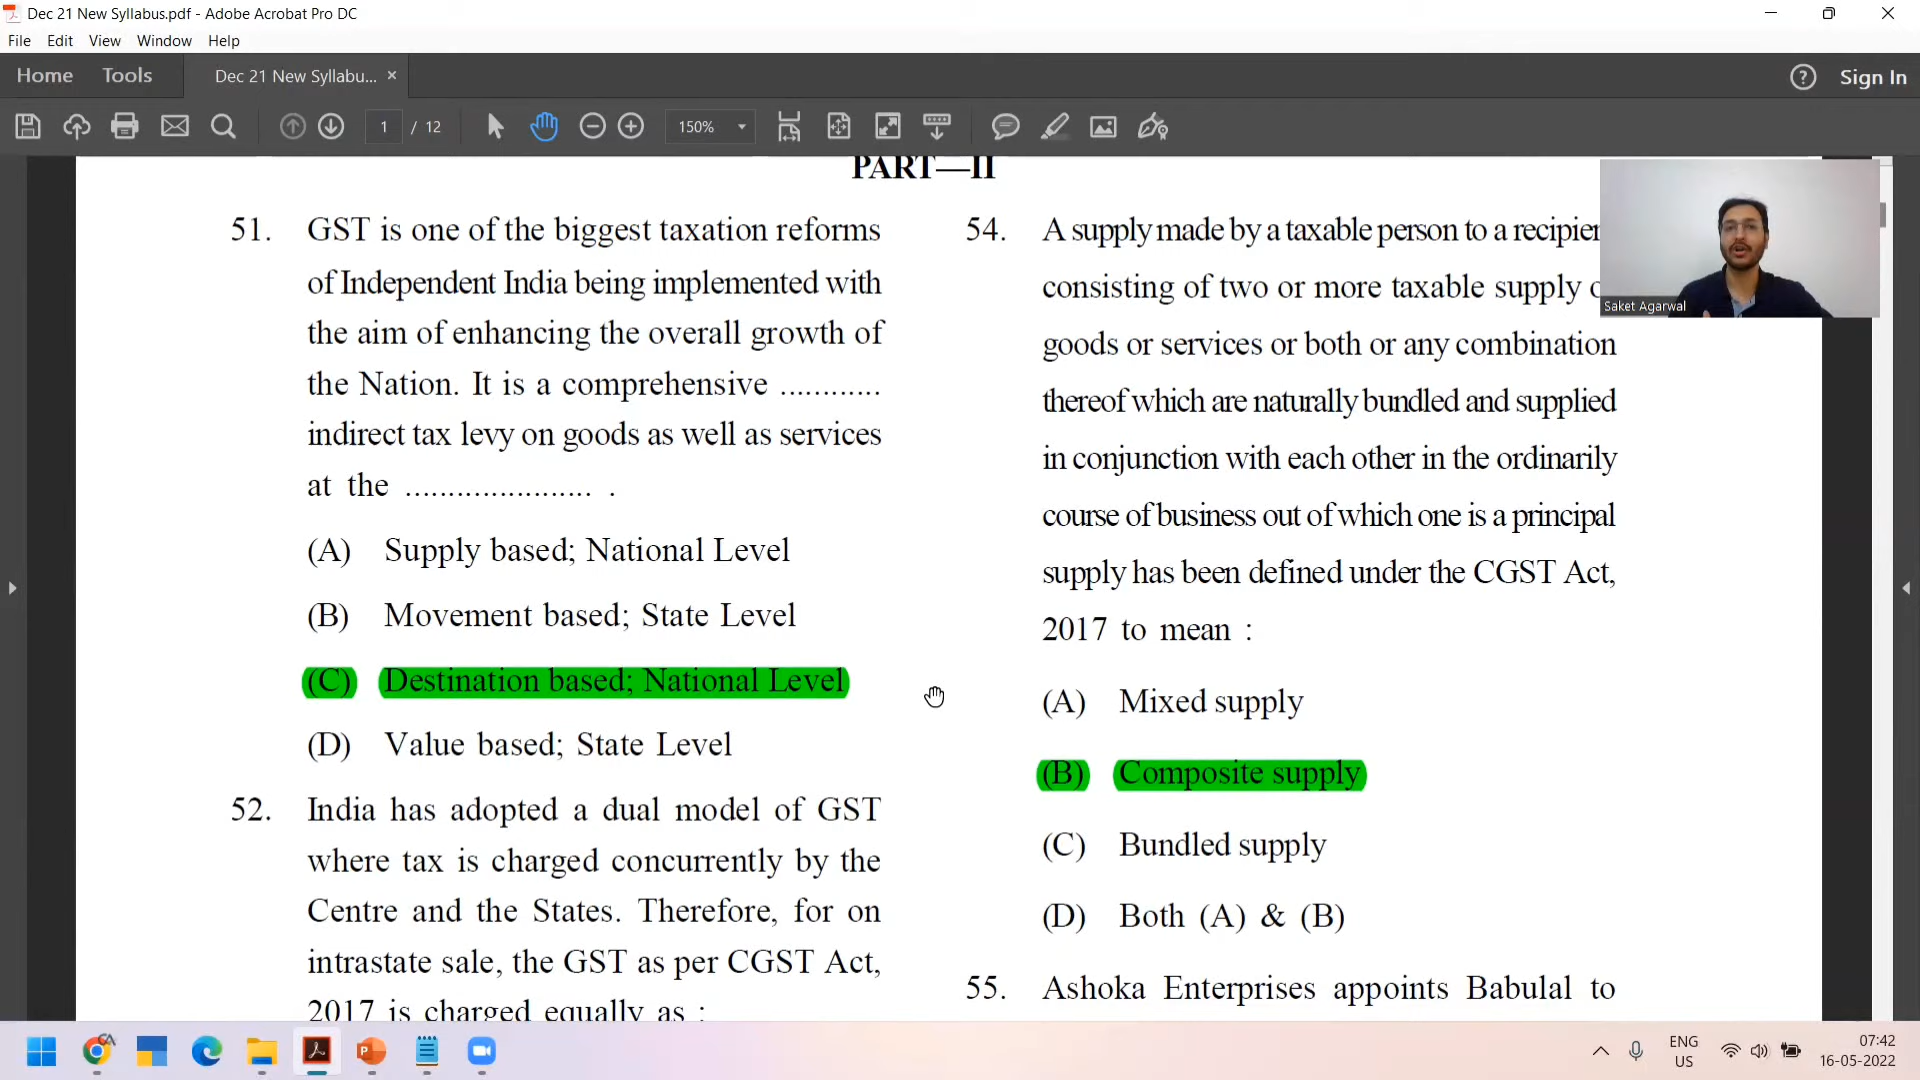 Dec 21 New Syllabus.pdf - Adobe Acrobat Pro DC
File Edit View Window Help
Home Tools Dec 21 New Syllabu... × ? Sign In
1 / 12 150%
PART—II
51. GST is one of the biggest taxation reforms
of Independent India being implemented with
the aim of enhancing the overall growth of
the Nation. It is a comprehensive ............
indirect tax levy on goods as well as services
at the ...................... .
(A) Supply based; National Level
(B) Movement based; State Level
(C) Destination based; National Level
(D) Value based; State Level
52. India has adopted a dual model of GST
where tax is charged concurrently by the
Centre and the States. Therefore, for on
intrastate sale, the GST as per CGST Act,
2017 is charged equally as :
54. A supply made by a taxable person to a recipien
consisting of two or more taxable supply o
goods or services or both or any combination
thereof which are naturally bundled and supplied
in conjunction with each other in the ordinarily
course of business out of which one is a principal
supply has been defined under the CGST Act,
2017 to mean :
(A) Mixed supply
(B) Composite supply
(C) Bundled supply
(D) Both (A) & (B)
55. Ashoka Enterprises appoints Babulal to
Saket Agarwal
ENG
US
07:42
16-05-2022